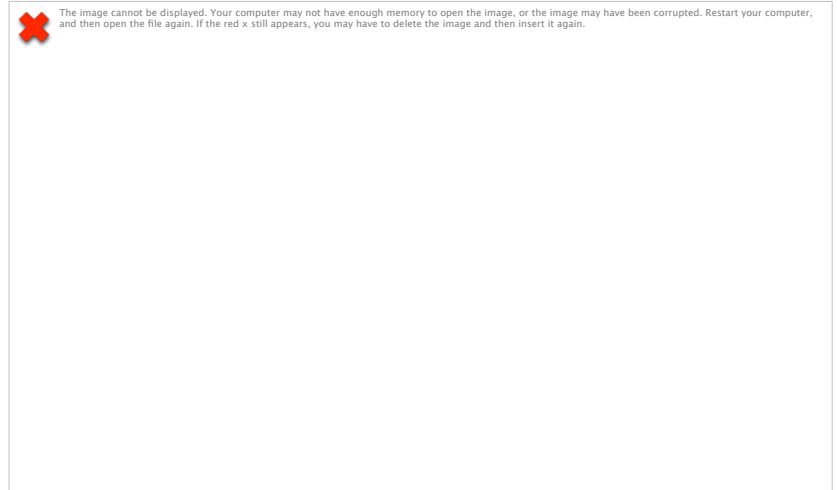 The image cannot be displayed. Your computer may not have enough memory to open the image, or the image may have been corrupted. Restart your computer,
and then open the file again. If the red x still appears, you may have to delete the image and then insert it again.